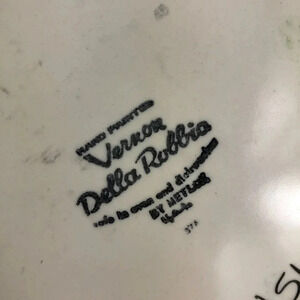 HAND PAINTED
Vernon
Della Robbia
safe in oven and dishwasher
BY METLOX